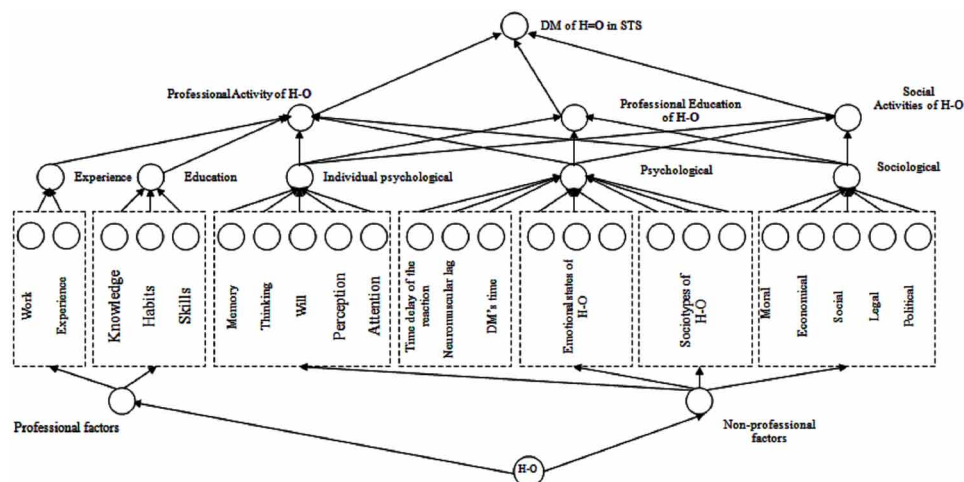 DM of H=O in STS
Professional Activity of H-O
Professional Education
of H-O
Social
Activities of H-O
Experience
Education
Individual psychological
Psychological
Sociological
Work
Experience
Knowledge
Habits
Skills
Memory
Thinking
Will
Perception
Attention
Time delay of the
reaction
Neuromuscular lag
DM's time
Emotional states of
H-O
Sociotypes of
H-O
Moral
Economical
Social
Legal
Political
Professional factors
Non-professional
factors
H-O